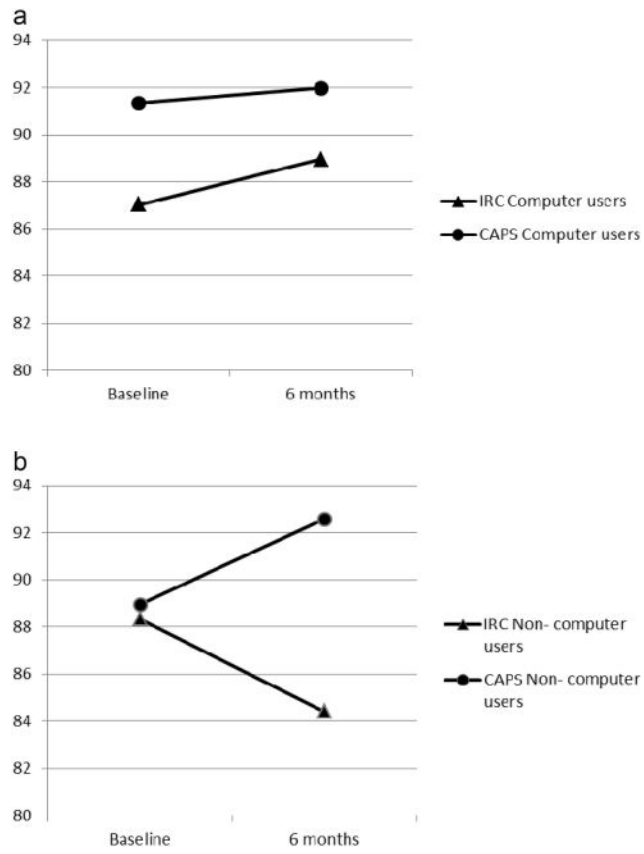 a
94
92
90
88
86
84
82
80
Baseline 6 months
IRC Computer users
CAPS Computer users
b
94
92
90
88
86
84
82
80
Baseline 6 months
IRC Non- computer
users
CAPS Non- computer
users